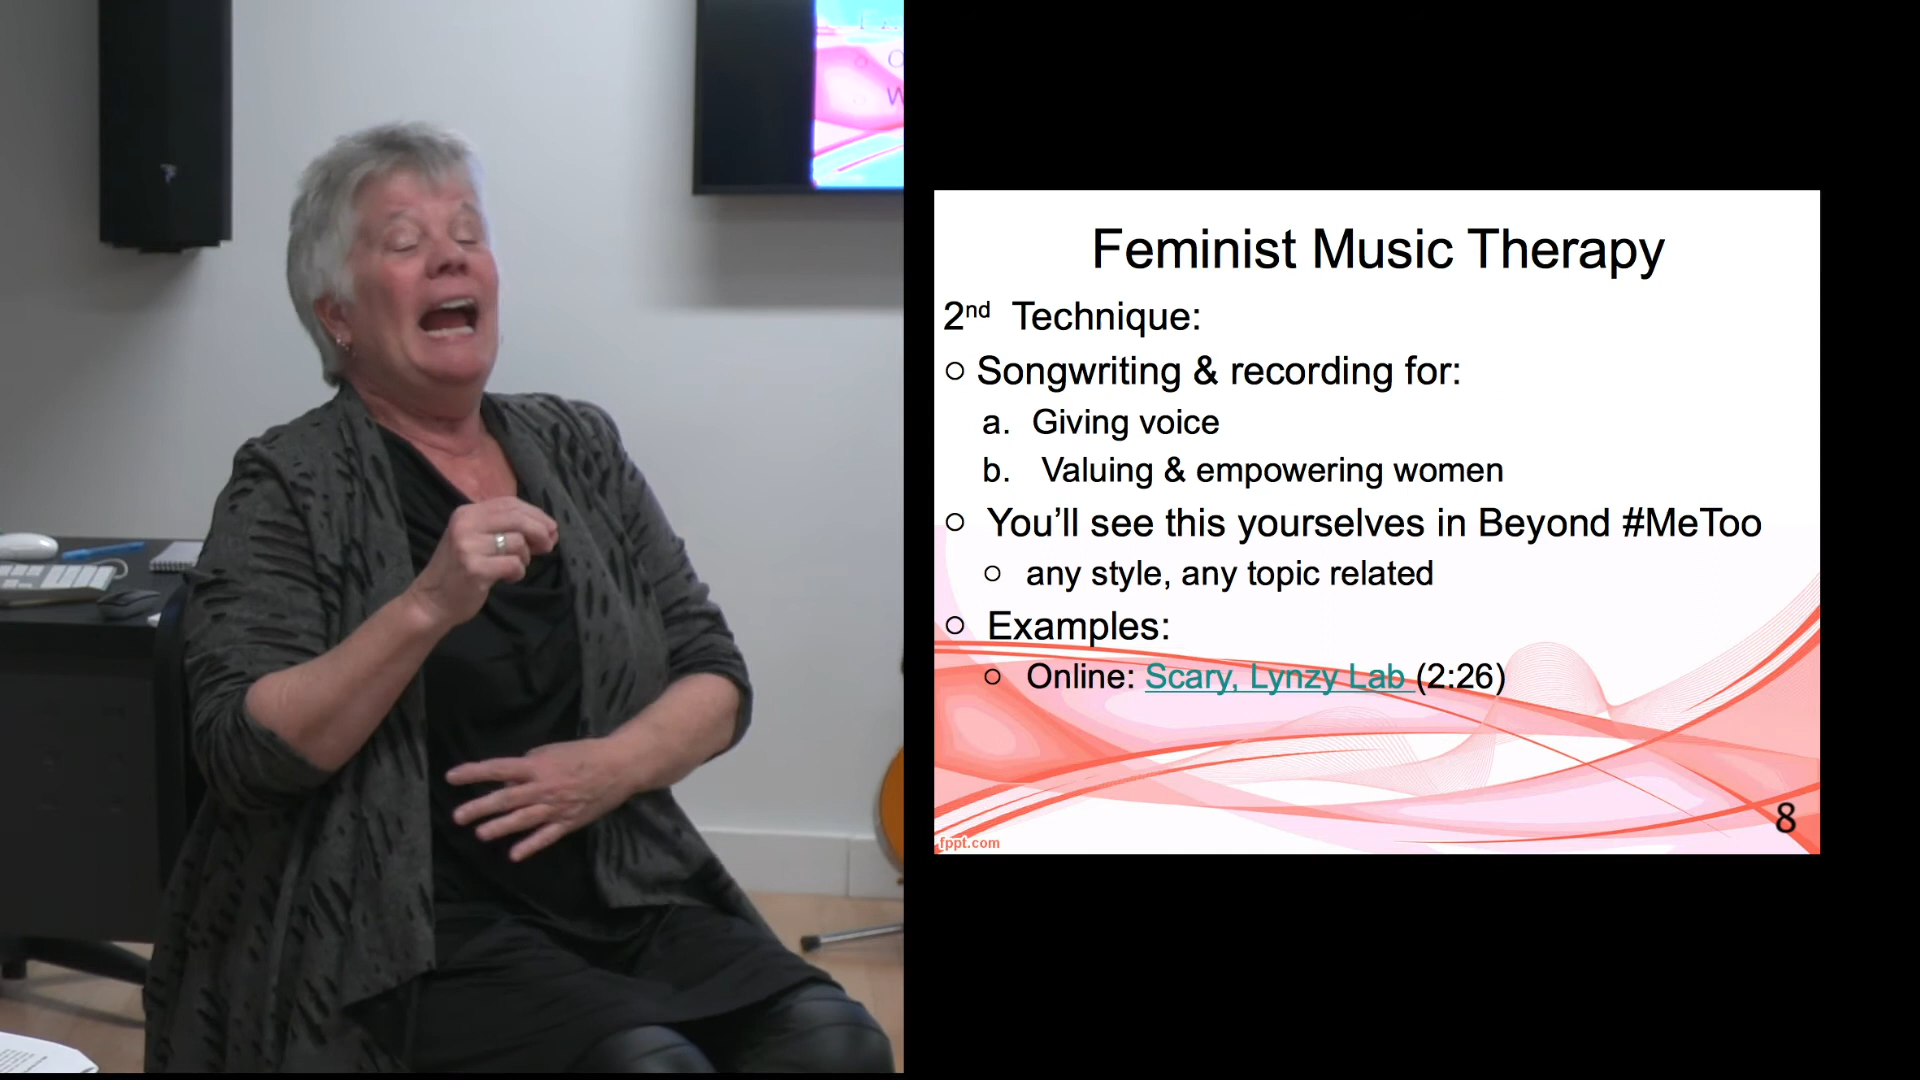 Feminist Music Therapy
2nd Technique:
○ Songwriting & recording for:
a. Giving voice
b. Valuing & empowering women
○ You’ll see this yourselves in Beyond #MeToo
○ any style, any topic related
○ Examples:
○ Online: Scary, Lynzy Lab (2:26)
8
fppt.com